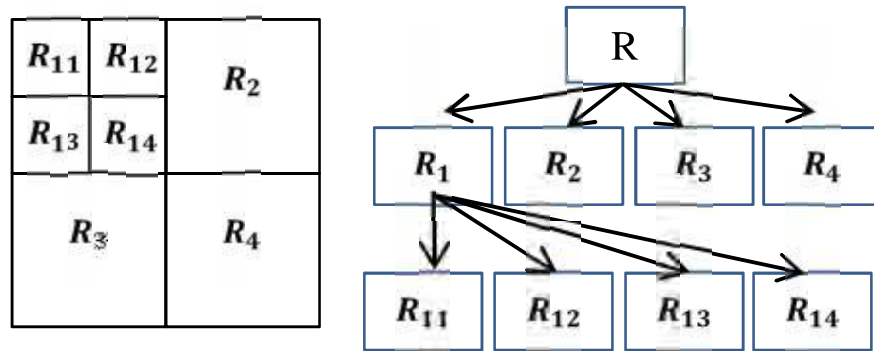 R₁₁ R₁₂ R₂
R₁₃ R₁₄
R₃ R₄
R
R₁ R₂ R₃ R₄
R₁₁ R₁₂ R₁₃ R₁₄